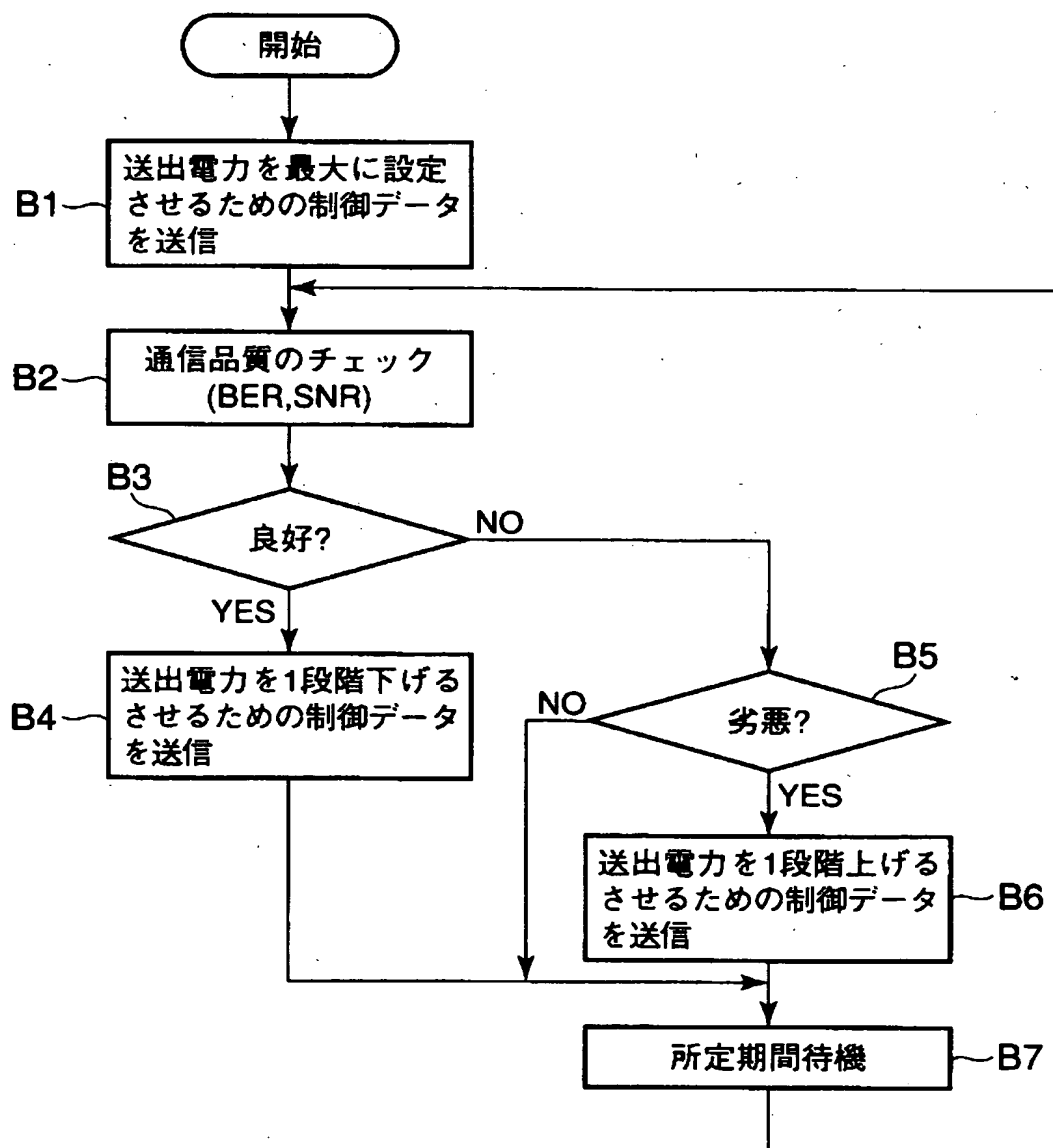 開始
B1
送出電力を最大に設定
させるための制御データ
を送信
B2
通信品質のチェック
(BER,SNR)
B3
良好?
NO
YES
B4
送出電力を1段階下げる
させるための制御データ
を送信
B5
劣悪?
NO
YES
送出電力を1段階上げる
させるための制御データ
を送信
B6
所定期間待機
B7